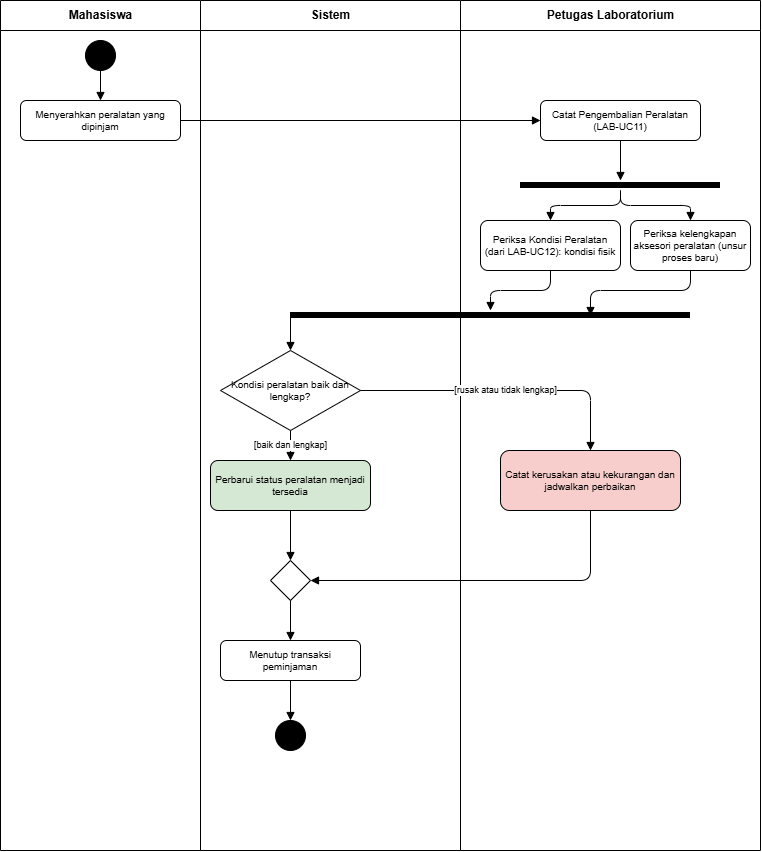 Mahasiswa
Sistem
Petugas Laboratorium
Menyerahkan peralatan yang
dipinjam
Catat Pengembalian Peralatan
(LAB-UC11)
Periksa Kondisi Peralatan
(dari LAB-UC12): kondisi fisik
Periksa kelengkapan
aksesori peralatan (unsur
proses baru)
Kondisi peralatan baik dan
lengkap?
[rusak atau tidak lengkap]
[baik dan lengkap]
Perbarui status peralatan menjadi
tersedia
Catat kerusakan atau kekurangan dan
jadwalkan perbaikan
Menutup transaksi
peminjaman